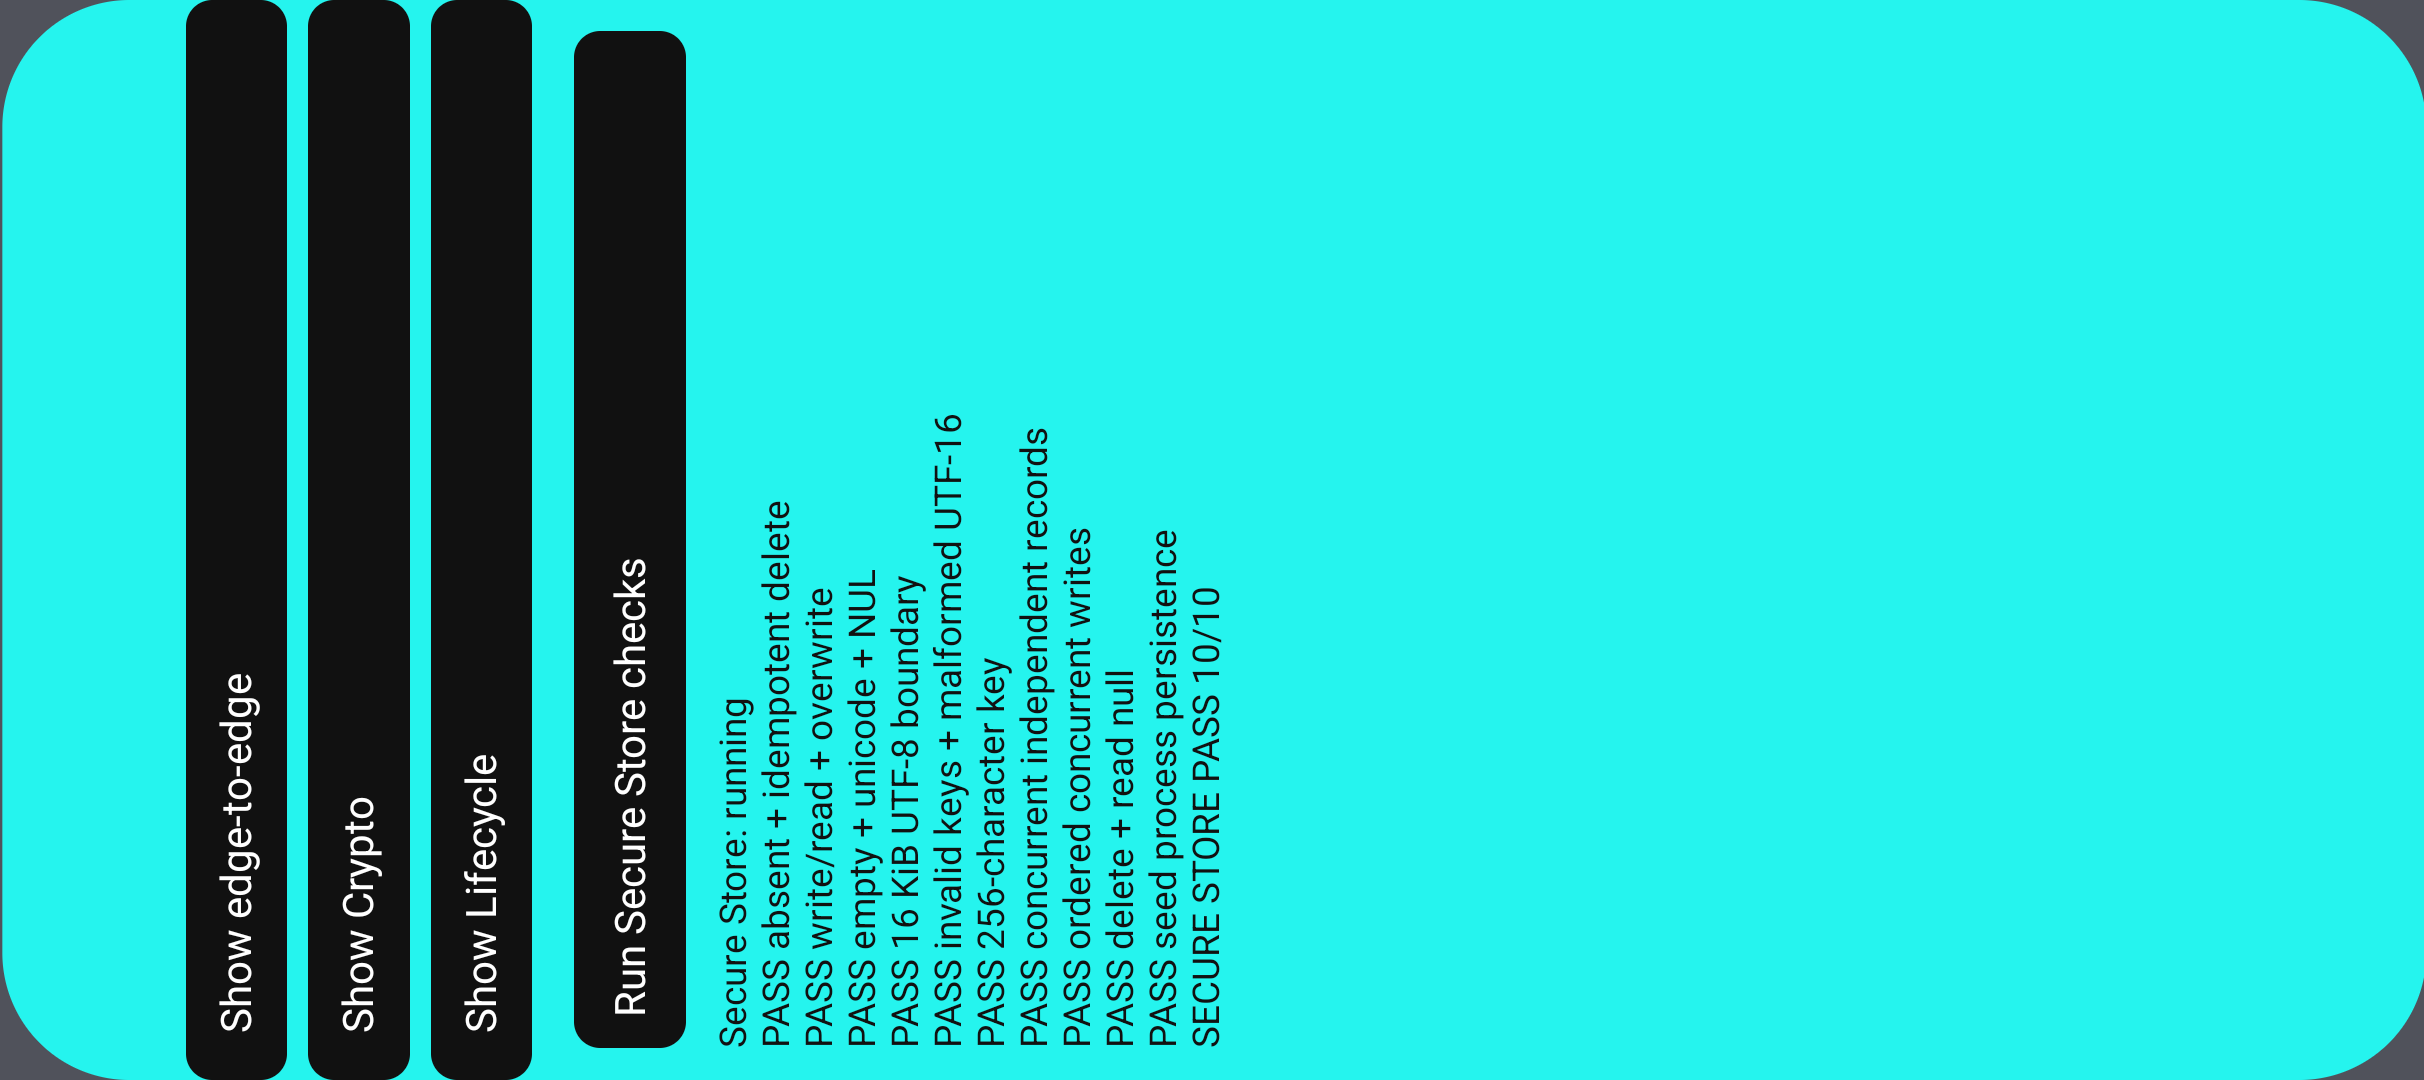 Show edge-to-edge
Show Crypto
Show Lifecycle
Run Secure Store checks
Secure Store: running
PASS absent + idempotent delete
PASS write/read + overwrite
PASS empty + unicode + NUL
PASS 16 KiB UTF-8 boundary
PASS invalid keys + malformed UTF-16
PASS 256-character key
PASS concurrent independent records
PASS ordered concurrent writes
PASS delete + read null
PASS seed process persistence
SECURE STORE PASS 10/10